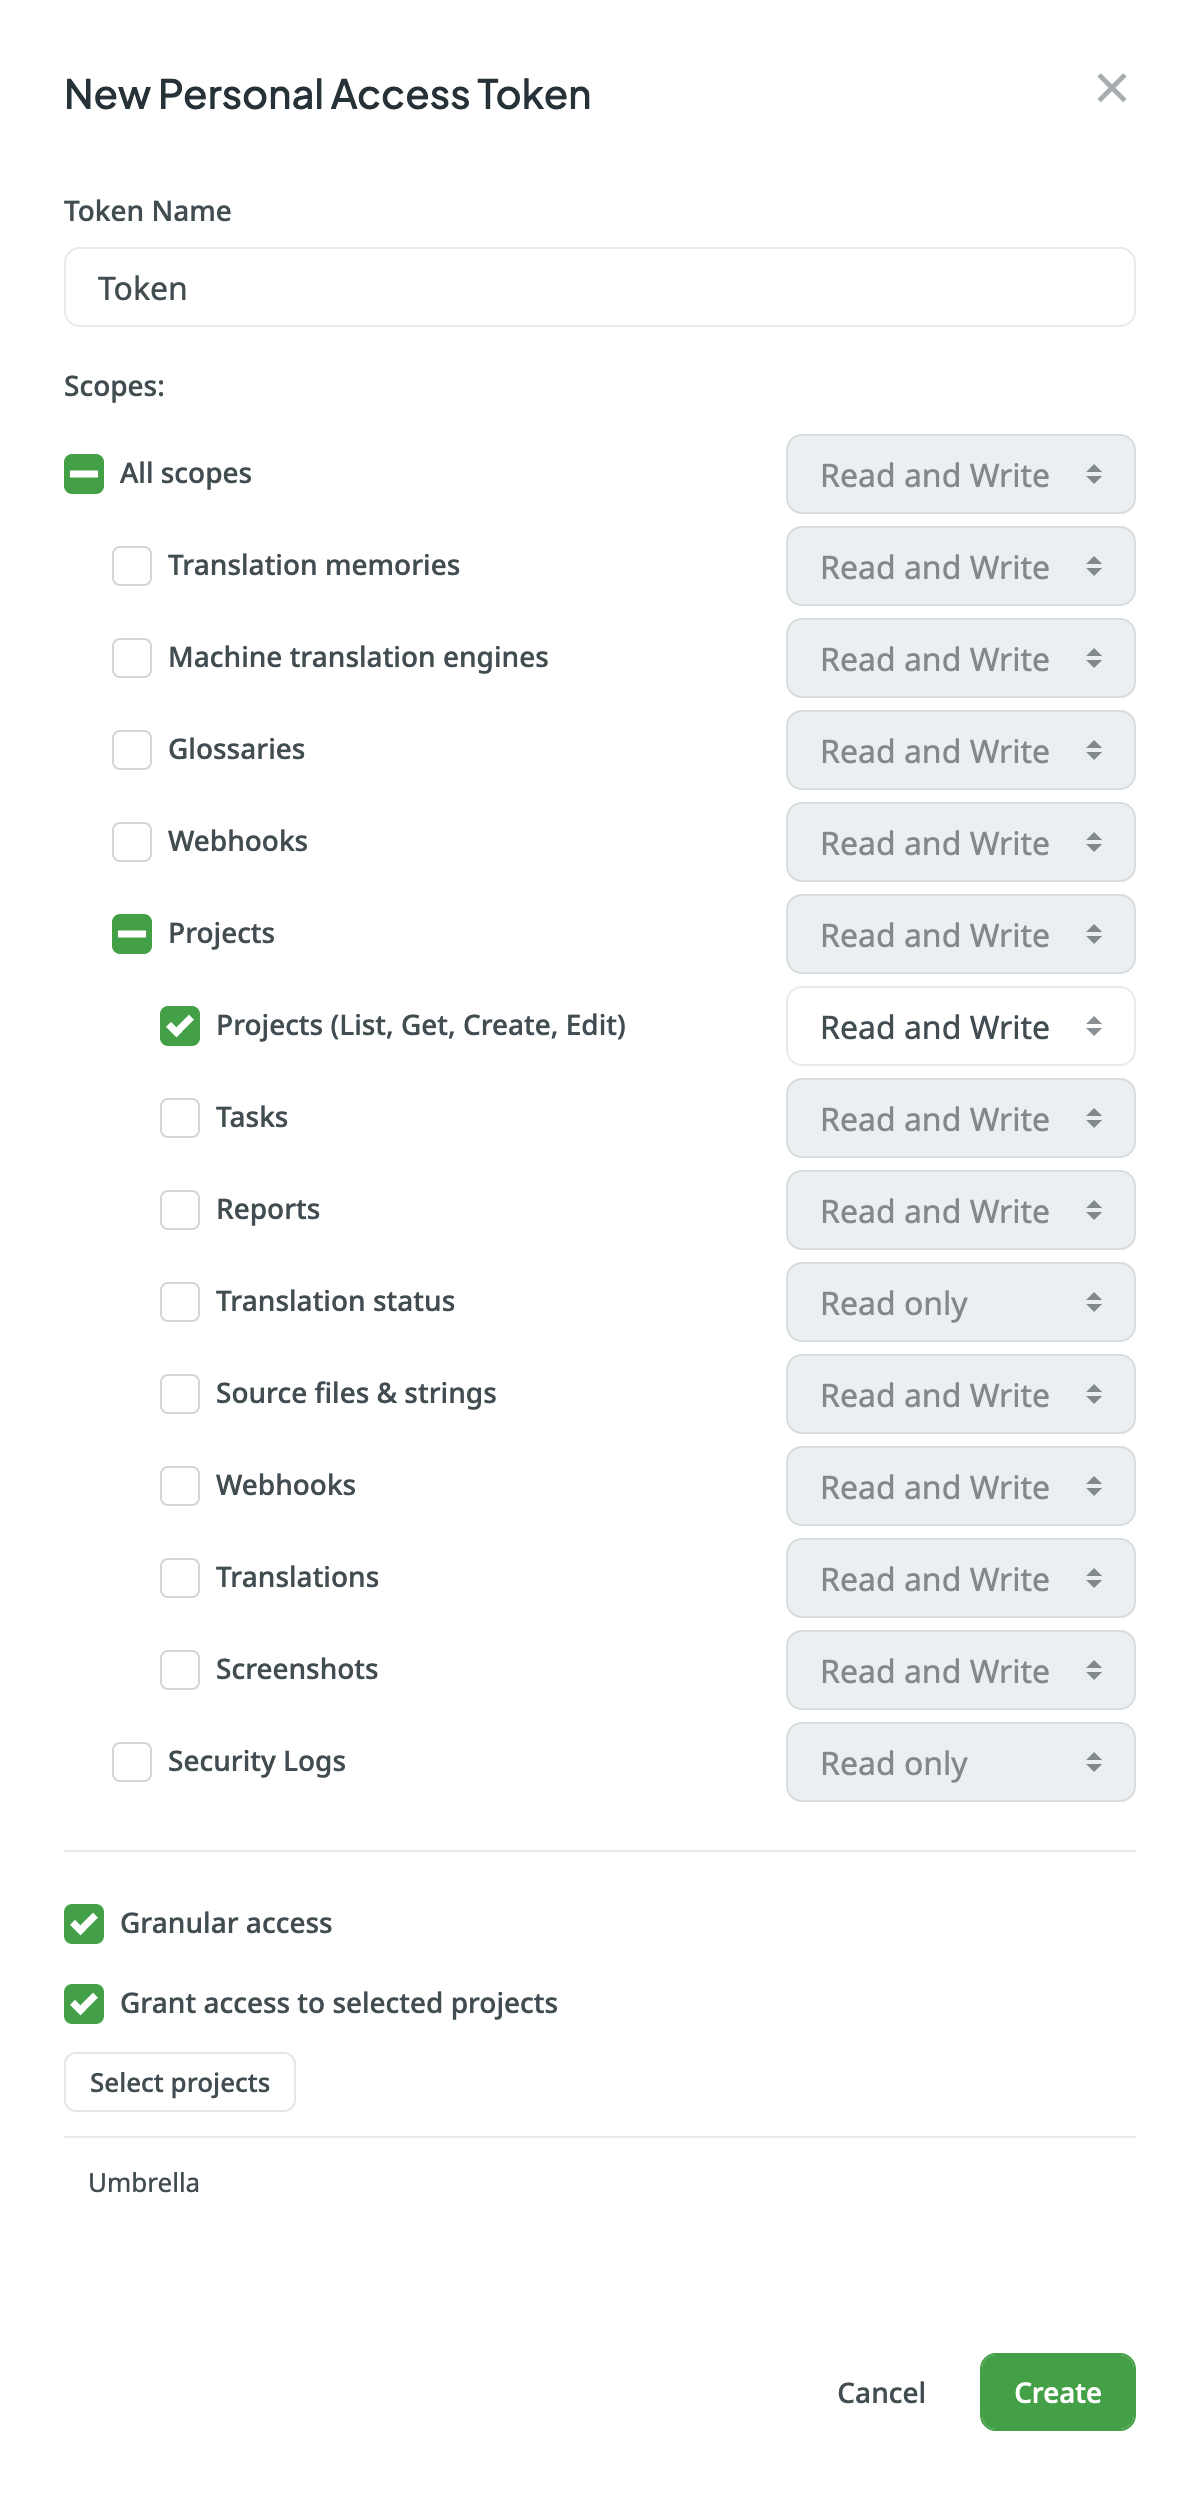 New Personal Access Token
Token Name
Token
Scopes:
All scopes Read and Write
Translation memories Read and Write
Machine translation engines Read and Write
Glossaries Read and Write
Webhooks Read and Write
Projects Read and Write
Projects (List, Get, Create, Edit) Read and Write
Tasks Read and Write
Reports Read and Write
Translation status Read only
Source files & strings Read and Write
Webhooks Read and Write
Translations Read and Write
Screenshots Read and Write
Security Logs Read only
Granular access
Grant access to selected projects
Select projects
Umbrella
Cancel Create